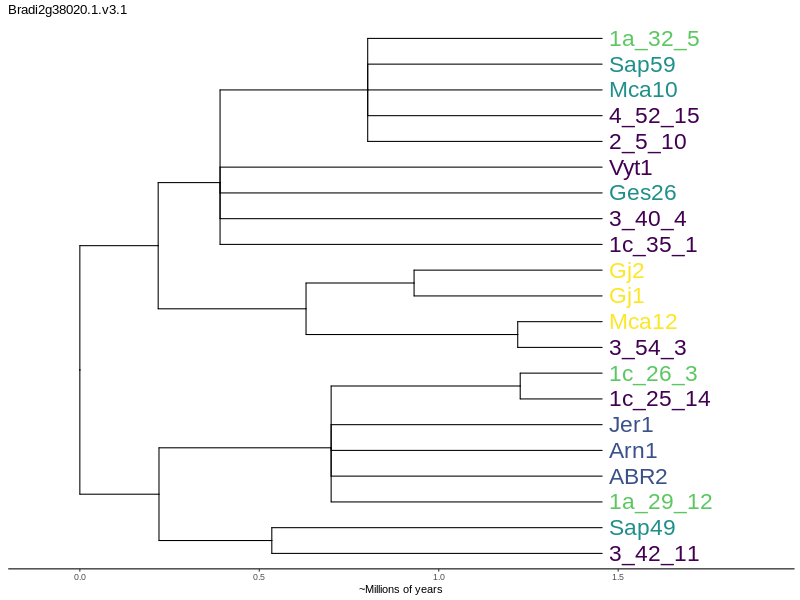 Bradi2g38020.1.v3.1
1a_32_5
Sap59
Mca10
4_52_15
2_5_10
Vyt1
Ges26
3_40_4
1c_35_1
Gj2
Gj1
Mca12
3_54_3
1c_26_3
1c_25_14
Jer1
Arn1
ABR2
1a_29_12
Sap49
3_42_11
0.0 0.5 1.0 1.5
~Millions of years